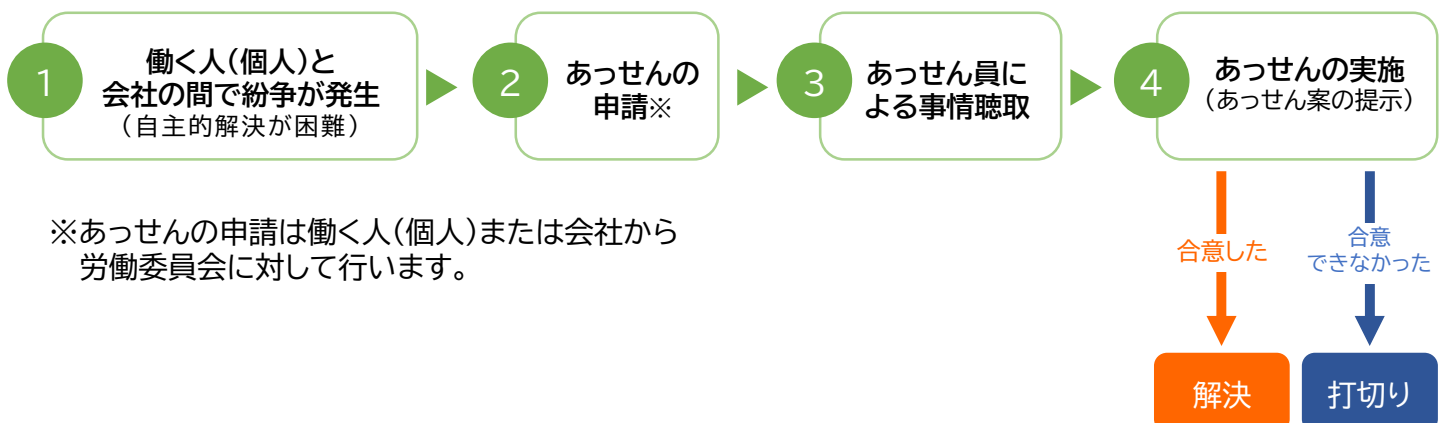 1
働く人(個人)と
会社の間で紛争が発生
(自主的解決が困難)
2
あっせんの
申請※
3
あっせん員に
よる事情聴取
4
あっせんの実施
(あっせん案の提示)
※あっせんの申請は働く人(個人)または会社から
労働委員会に対して行います。
合意した
合意
できなかった
解決
打切り